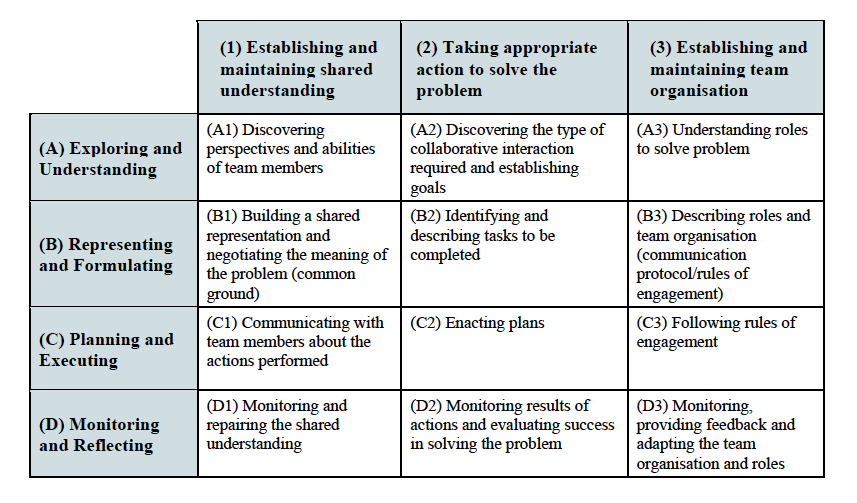 (1) Establishing and
maintaining shared
understanding
(2) Taking appropriate
action to solve the
problem
(3) Establishing and
maintaining team
organisation
(A) Exploring and
Understanding
(A1) Discovering
perspectives and abilities
of team members
(A2) Discovering the type of
collaborative interaction
required and establishing
goals
(A3) Understanding roles
to solve problem
(B) Representing
and Formulating
(B1) Building a shared
representation and
negotiating the meaning of
the problem (common
ground)
(B2) Identifying and
describing tasks to be
completed
(B3) Describing roles and
team organisation
(communication
protocol/rules of
engagement)
(C) Planning and
Executing
(C1) Communicating with
team members about the
actions performed
(C2) Enacting plans
(C3) Following rules of
engagement
(D) Monitoring
and Reflecting
(D1) Monitoring and
repairing the shared
understanding
(D2) Monitoring results of
actions and evaluating success
in solving the problem
(D3) Monitoring,
providing feedback and
adapting the team
organisation and roles